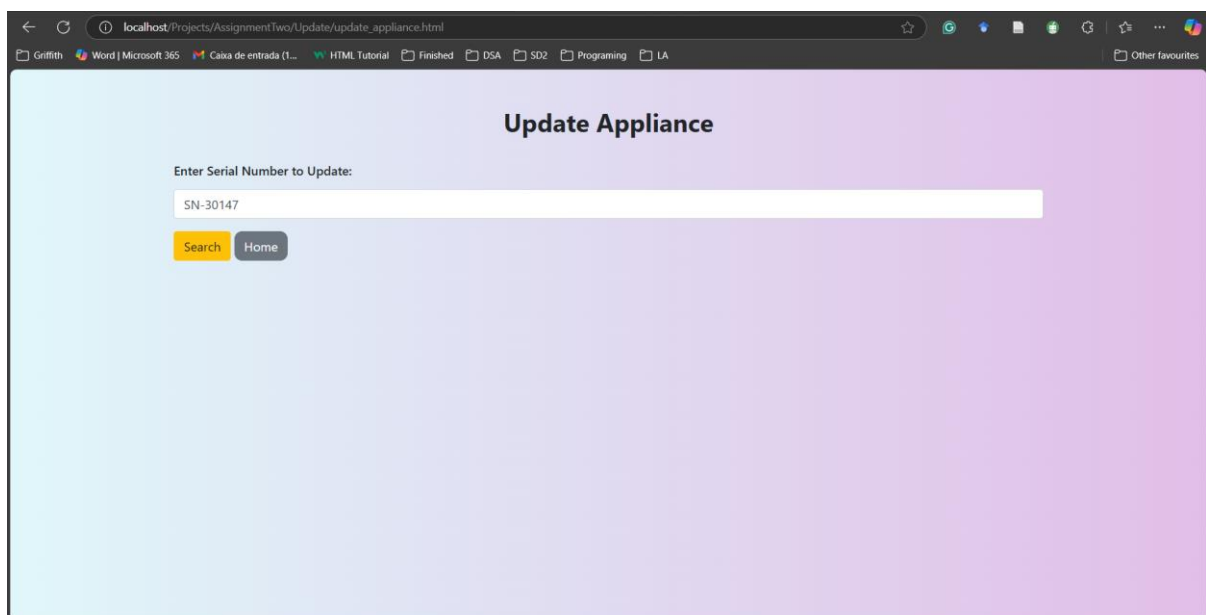 localhost/Projects/AssignmentTwo/Update/update_appliance.html
Griffith Word | Microsoft 365 Caixa de entrada (1... HTML Tutorial Finished DSA SD2 Programing LA Other favourites
Update Appliance
Enter Serial Number to Update:
SN-30147
Search Home